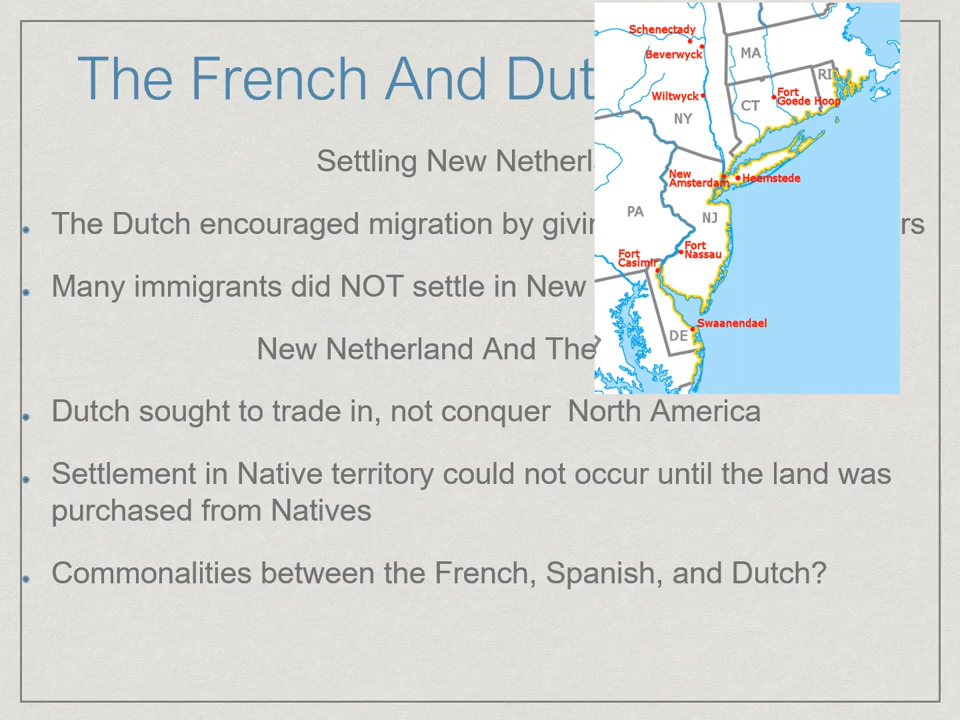 The French And Dut
Settling New Netherl
The Dutch encouraged migration by givin rs
Many immigrants did NOT settle in New
New Netherland And The
Dutch sought to trade in, not conquer North America
Settlement in Native territory could not occur until the land was
purchased from Natives
Commonalities between the French, Spanish, and Dutch?
Schenectady
Beverwyck
MA
RI
Wiltwyck
Fort
Goede Hoop
CT
NY
New
Amsterdam
Heemstede
PA
NJ
Fort
Nassau
Fort
Casimir
Swaanendael
DE